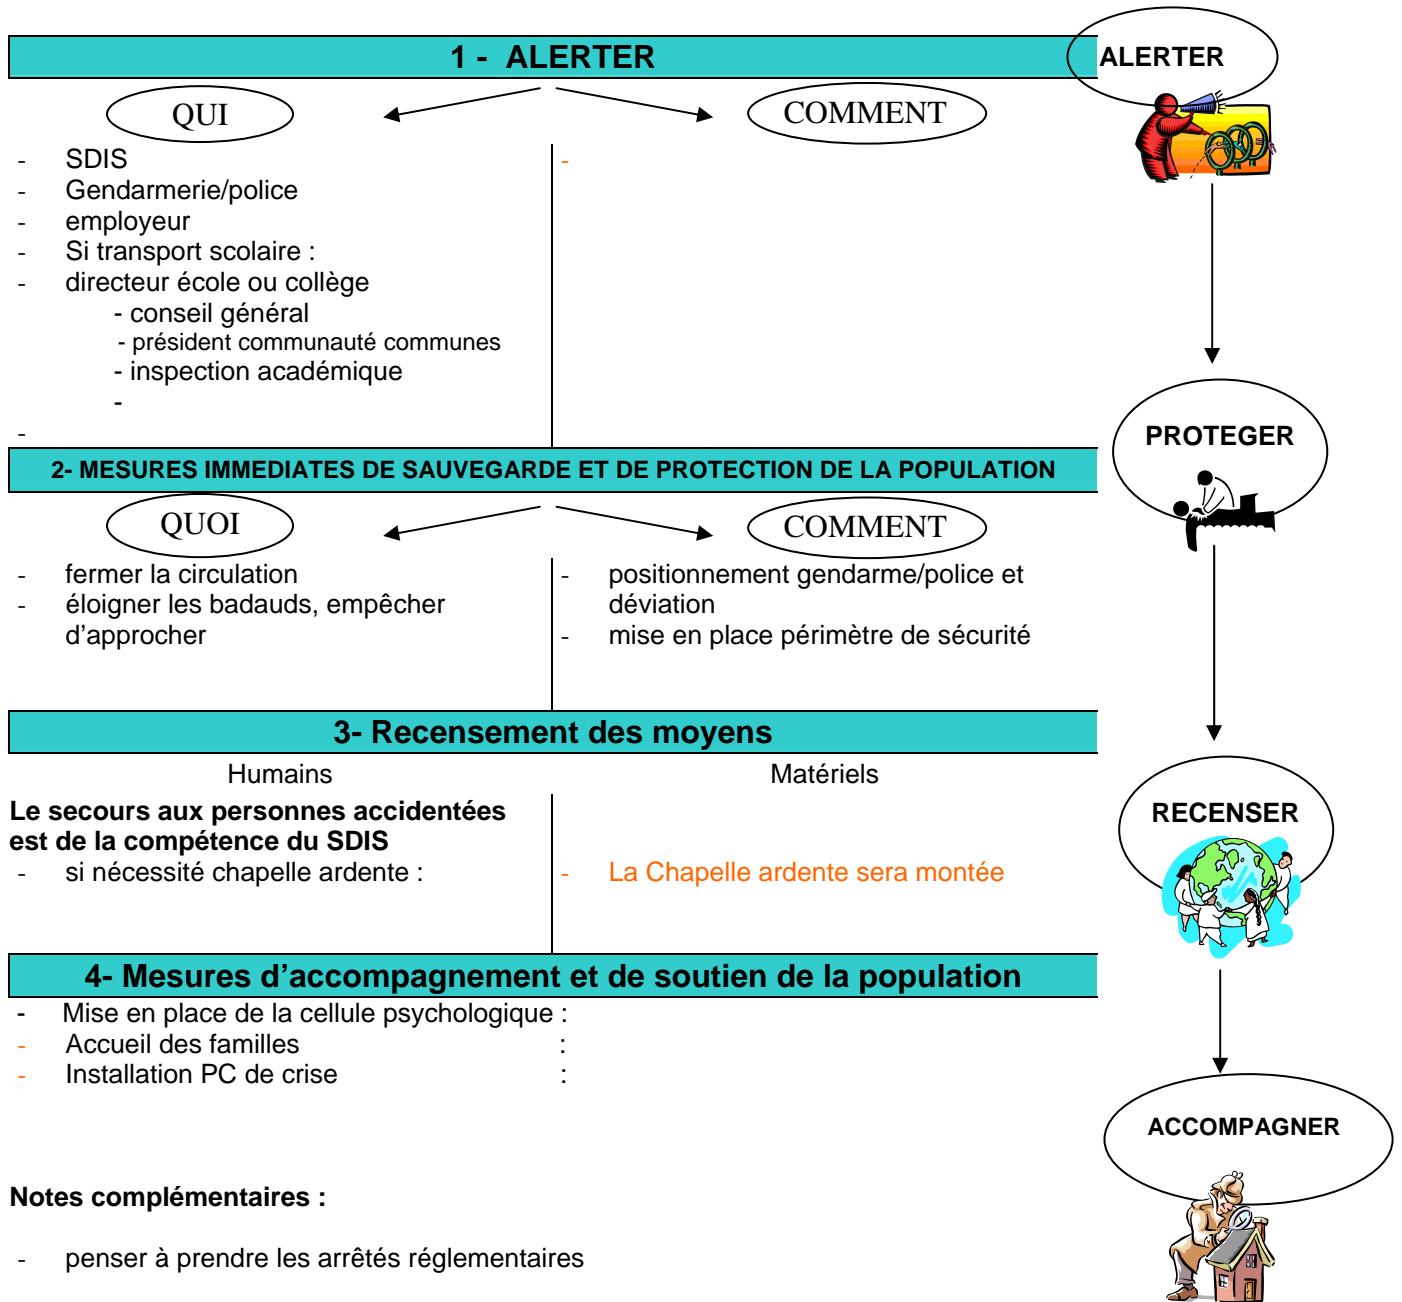 1 - ALERTER
ALERTER
QUI
COMMENT
- SDIS
-
- Gendarmerie/police
- employeur
- Si transport scolaire :
- directeur école ou collège
- conseil général
- président communauté communes
- inspection académique
-
-
PROTEGER
2- MESURES IMMEDIATES DE SAUVEGARDE ET DE PROTECTION DE LA POPULATION
QUOI
COMMENT
- fermer la circulation
- éloigner les badauds, empêcher
d’approcher
- positionnement gendarme/police et
déviation
- mise en place périmètre de sécurité
3- Recensement des moyens
Humains
Matériels
RECENSER
Le secours aux personnes accidentées
est de la compétence du SDIS
- si nécessité chapelle ardente :
- La Chapelle ardente sera montée
4- Mesures d’accompagnement et de soutien de la population
- Mise en place de la cellule psychologique :
- Accueil des familles :
- Installation PC de crise :
ACCOMPAGNER
Notes complémentaires :
- penser à prendre les arrêtés réglementaires